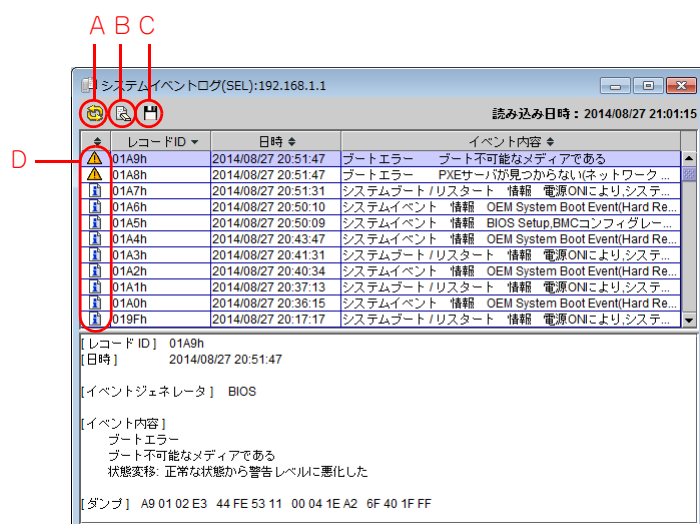 A B C
システムイベントログ(SEL):192.168.1.1
読み込み日時：2014/08/27 21:01:15
レコードID 日時 イベント内容
D
01A9h 2014/08/27 20:51:47 ブートエラー ブート不可能なメディアである
01A8h 2014/08/27 20:51:47 ブートエラー PXEサーバが見つからない(ネットワーク ...
01A7h 2014/08/27 20:51:31 システムブート / リスタート 情報 電源ONにより,システ...
01A6h 2014/08/27 20:50:10 システムイベント 情報 OEM System Boot Event(Hard Re...
01A5h 2014/08/27 20:50:09 システムイベント 情報 BIOS Setup,BMCコンフィグレー...
01A4h 2014/08/27 20:43:47 システムイベント 情報 OEM System Boot Event(Hard Re...
01A3h 2014/08/27 20:41:31 システムブート / リスタート 情報 電源ONにより,システ...
01A2h 2014/08/27 20:40:34 システムイベント 情報 OEM System Boot Event(Hard Re...
01A1h 2014/08/27 20:37:13 システムブート / リスタート 情報 電源ONにより,システ...
01A0h 2014/08/27 20:36:15 システムイベント 情報 OEM System Boot Event(Hard Re...
019Fh 2014/08/27 20:17:17 システムブート / リスタート 情報 電源ONにより,システ...
[ レコード ID ] 01A9h
[日時 ] 2014/08/27 20:51:47
[イベントジェネレータ ] BIOS
[イベント内容]
ブートエラー
ブート不可能なメディアである
状態変移: 正常な状態から警告レベルに悪化した
[ダンプ ] A9 01 02 E3 44 FE 53 11 00 04 1E A2 6F 40 1F FF